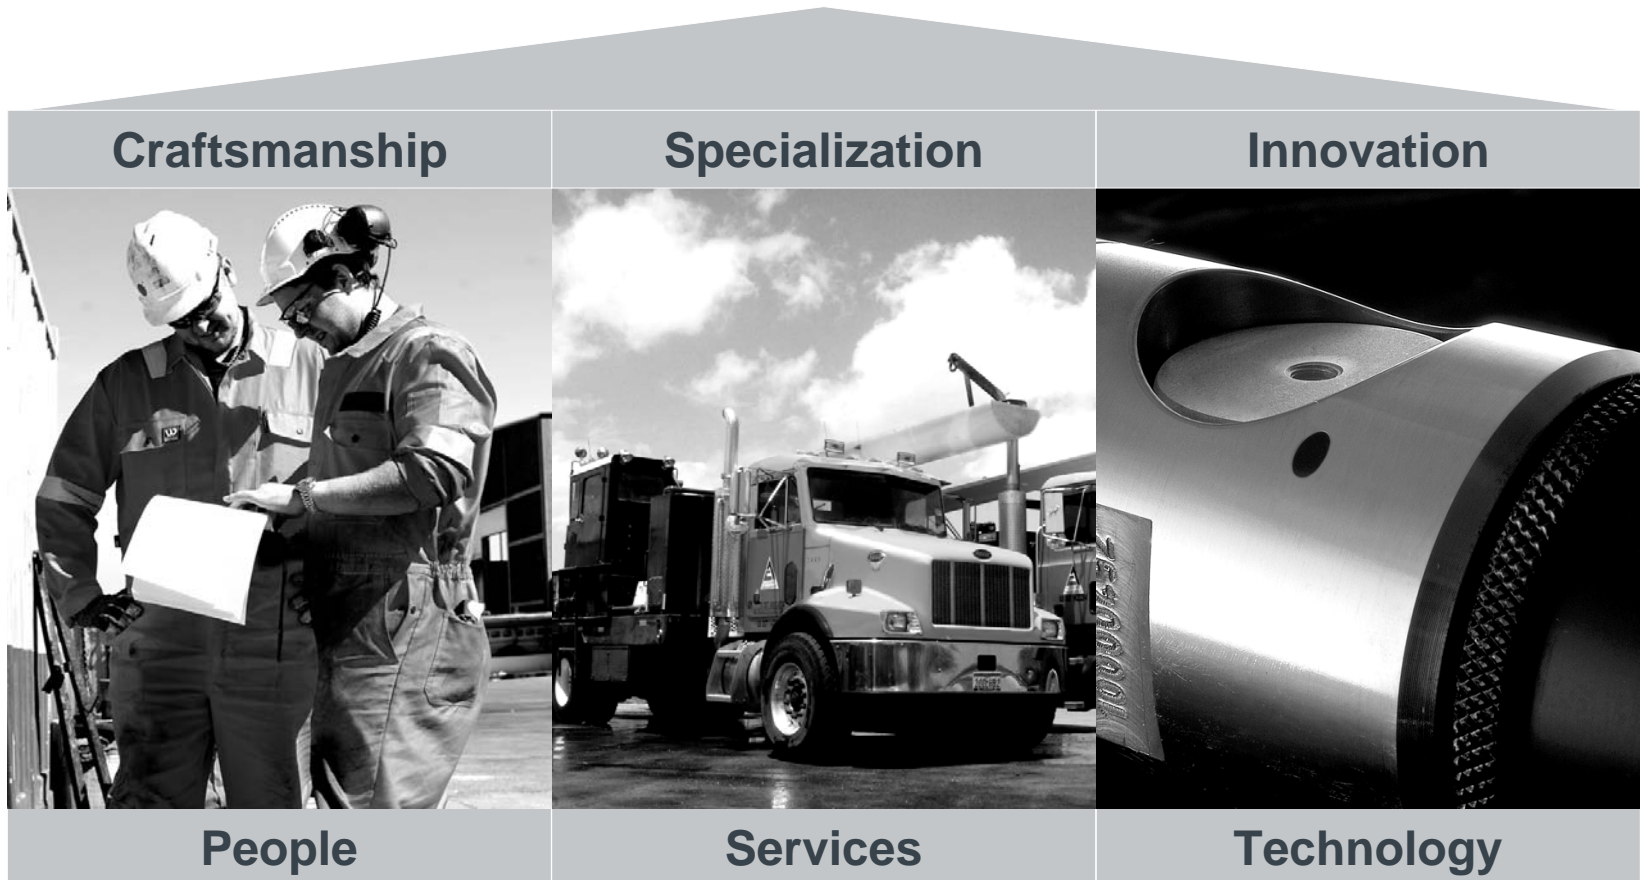 Craftsmanship
Specialization
Innovation
People
Services
Technology